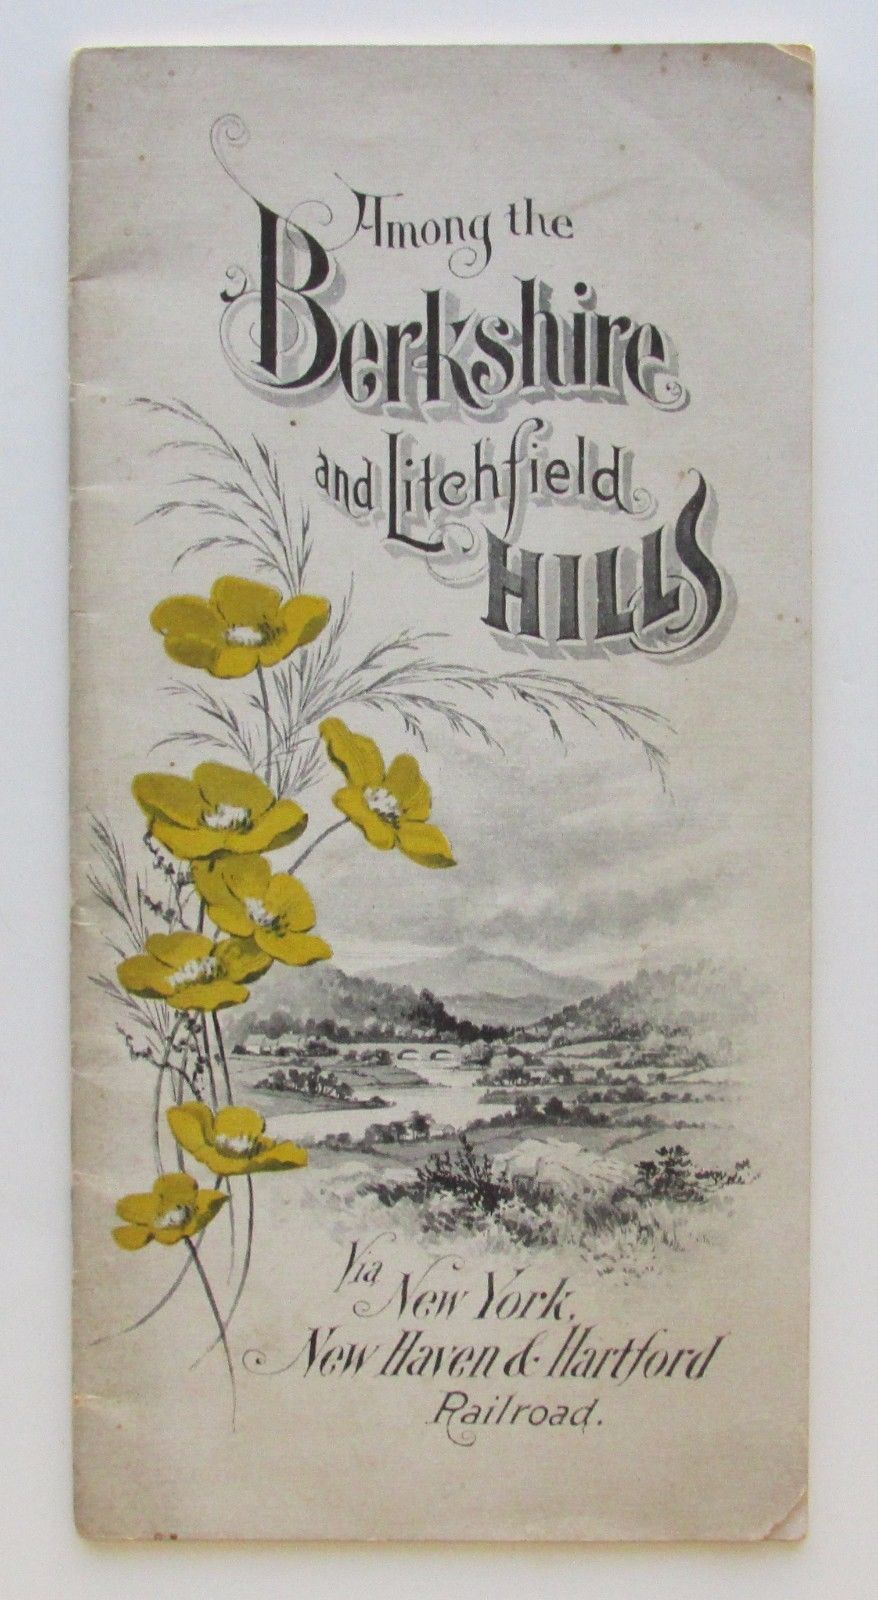 Among the
Berkshire
and Litchfield
HILLS
Via
New York,
New Haven & Hartford
Railroad.